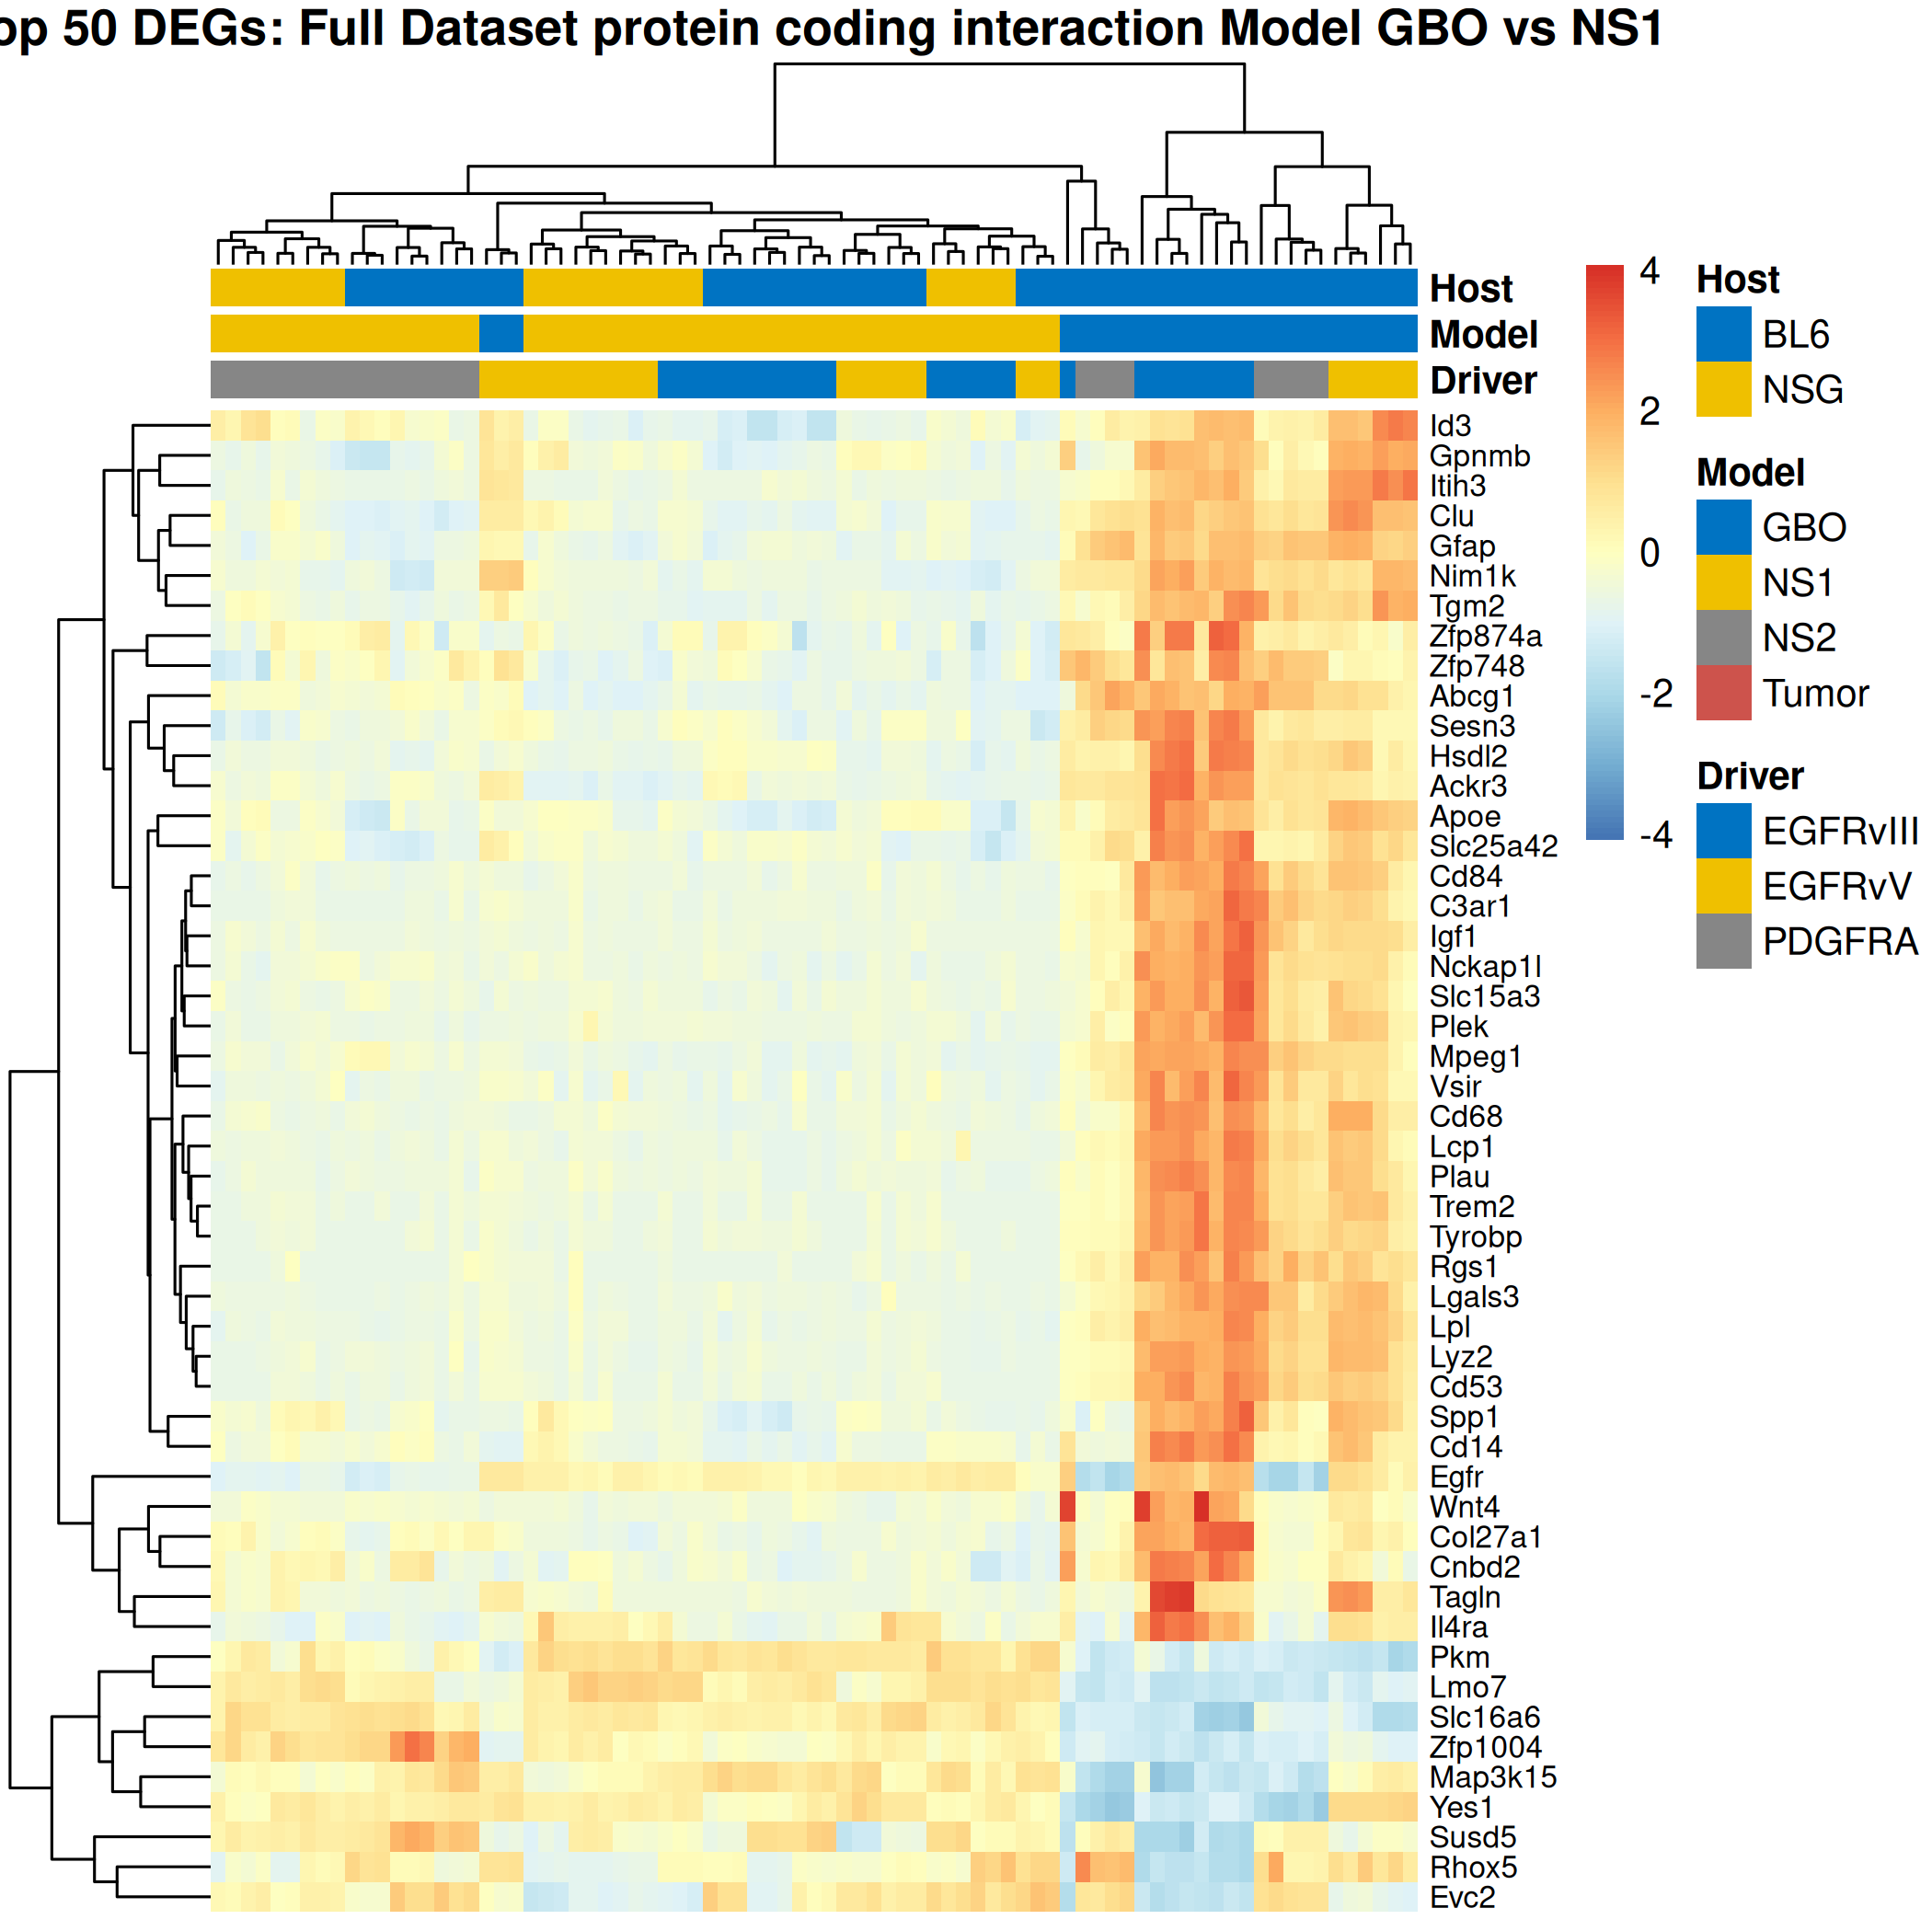 op 50 DEGs: Full Dataset protein coding interaction Model GBO vs NS1
Host
Model
Driver
Id3
Gpnmb
Itih3
Clu
Gfap
Nim1k
Tgm2
Zfp874a
Zfp748
Abcg1
Sesn3
Hsdl2
Ackr3
Apoe
Slc25a42
Cd84
C3ar1
Igf1
Nckap1l
Slc15a3
Plek
Mpeg1
Vsir
Cd68
Lcp1
Plau
Trem2
Tyrobp
Rgs1
Lgals3
Lpl
Lyz2
Cd53
Spp1
Cd14
Egfr
Wnt4
Col27a1
Cnbd2
Tagln
Il4ra
Pkm
Lmo7
Slc16a6
Zfp1004
Map3k15
Yes1
Susd5
Rhox5
Evc2
4
2
0
-2
-4
Host
BL6
NSG
Model
GBO
NS1
NS2
Tumor
Driver
EGFRvIII
EGFRvV
PDGFRA